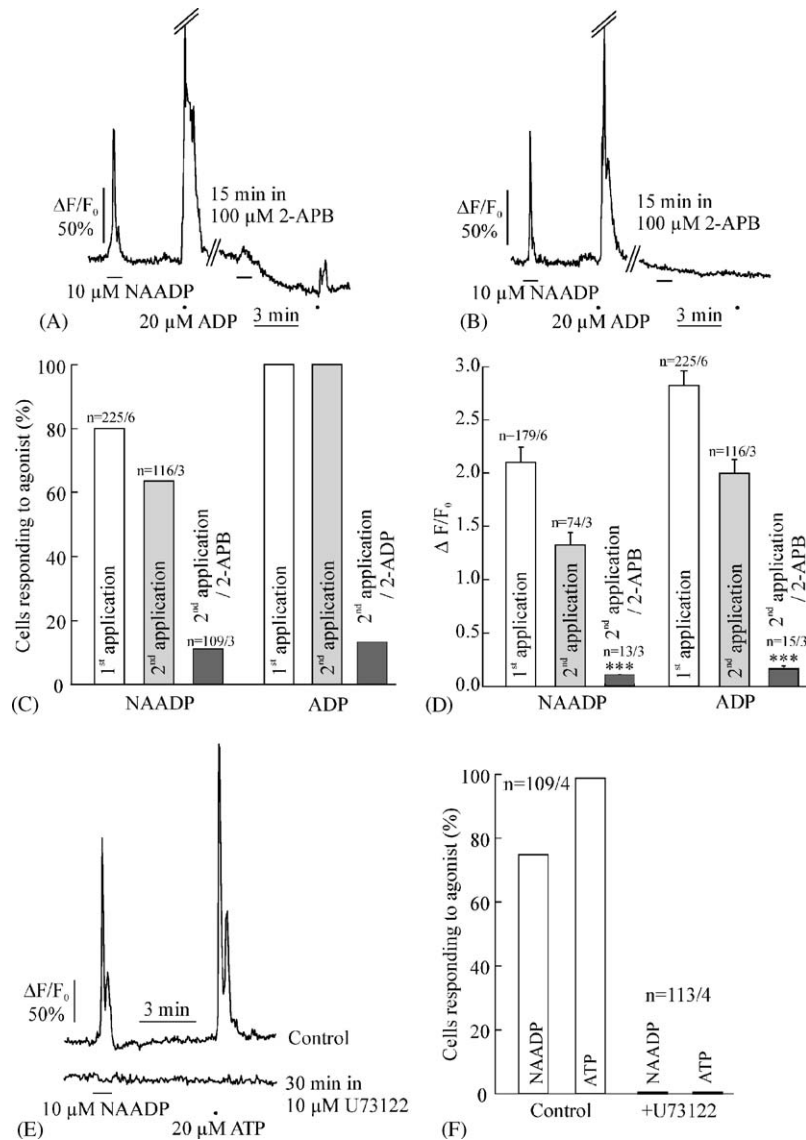 ΔF/F0
50%
15 min in
100 µM 2-APB
10 µM NAADP
20 µM ADP
3 min
(A)
ΔF/F0
50%
15 min in
100 µM 2-APB
10 µM NAADP
20 µM ADP
3 min
(B)
Cells responding to agonist (%)
100
80
60
40
20
0
n=225/6
n=116/3
n=109/3
1st application
2nd application
2nd application
/ 2-APB
1st application
2nd application
2nd application
/ 2-ADP
NAADP
ADP
(C)
Δ F/F0
3.0
2.5
2.0
1.5
1.0
0.5
0.0
n−179/6
n=74/3
n=13/3
***
n=225/6
n=116/3
n=15/3
***
1st application
2nd application
2nd application
/ 2-APB
1st application
2nd application
2nd application
/ 2-APB
NAADP
ADP
(D)
ΔF/F0
50%
3 min
Control
30 min in
10 µM U73122
10 µM NAADP
20 µM ATP
(E)
Cells responding to agonist (%)
100
80
60
40
20
0
n=109/4
n=113/4
NAADP
ATP
NAADP
ATP
Control
+U73122
(F)